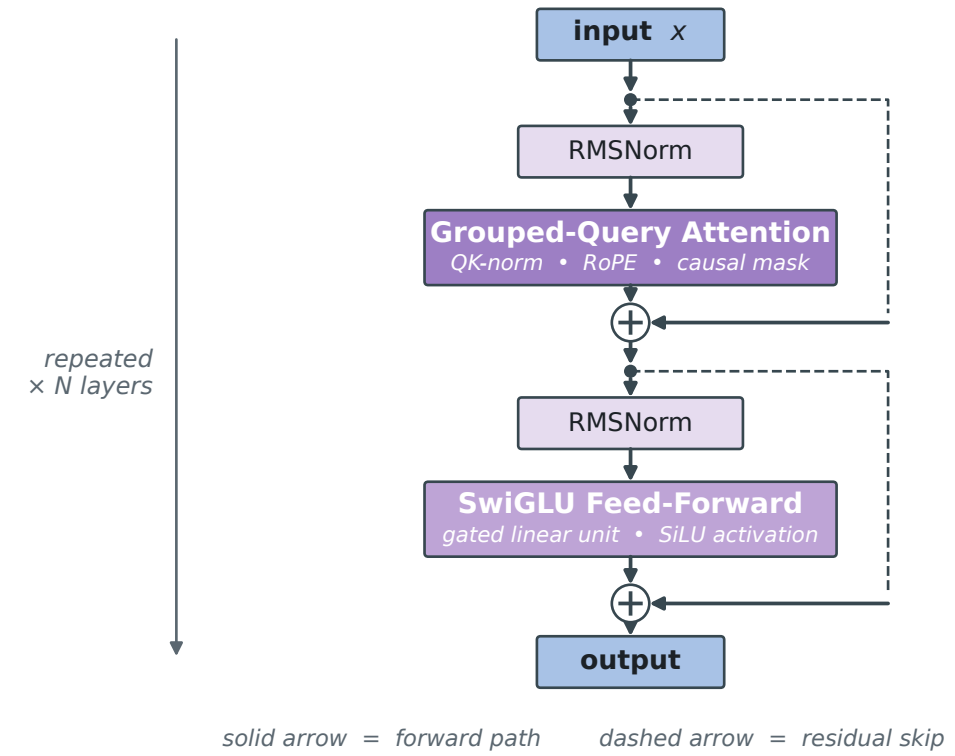 input x
RMSNorm
Grouped-Query Attention
QK-norm • RoPE • causal mask
+
repeated
× N layers
RMSNorm
SwiGLU Feed-Forward
gated linear unit • SiLU activation
+
output
solid arrow = forward path dashed arrow = residual skip